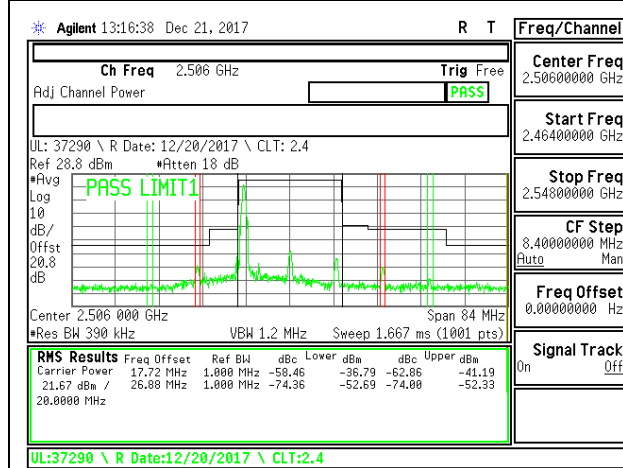 Agilent 13:16:38 Dec 21, 2017 R T Freq/Channel
Ch Freq 2.506 GHz Trig Free
Adj Channel Power PASS
UL: 37290 \ R Date: 12/20/2017 \ CLT: 2.4
Ref 28.8 dBm #Atten 18 dB
#Avg
Log
10
dB/
Offst
20.8
dB
PASS LIMIT1
Center 2.506 000 GHz Span 84 MHz
#Res BW 390 kHz VBW 1.2 MHz Sweep 1.667 ms (1001 pts)
RMS Results Freq Offset Ref BW dBc Lower dBm dBc Upper dBm
Carrier Power 17.72 MHz 1.000 MHz -58.46 -36.79 -62.86 -41.19
21.67 dBm / 26.88 MHz 1.000 MHz -74.36 -52.69 -74.00 -52.33
20.0000 MHz
UL:37290 \ R Date:12/20/2017 \ CLT:2.4
Center Freq
2.50600000 GHz
Start Freq
2.46400000 GHz
Stop Freq
2.54800000 GHz
CF Step
8.40000000 MHz
Auto Man
Freq Offset
0.00000000 Hz
Signal Track
On Off